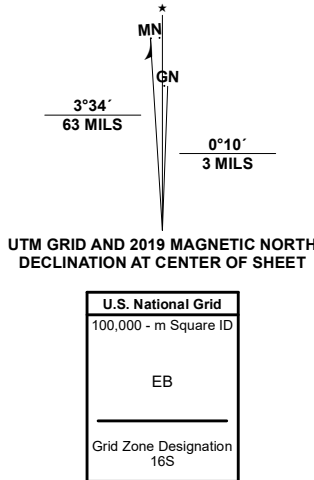 ★
MN
GN
3°34´
63 MILS
0°10´
3 MILS
UTM GRID AND 2019 MAGNETIC NORTH
DECLINATION AT CENTER OF SHEET
U.S. National Grid
100,000 - m Square ID
EB
Grid Zone Designation
16S